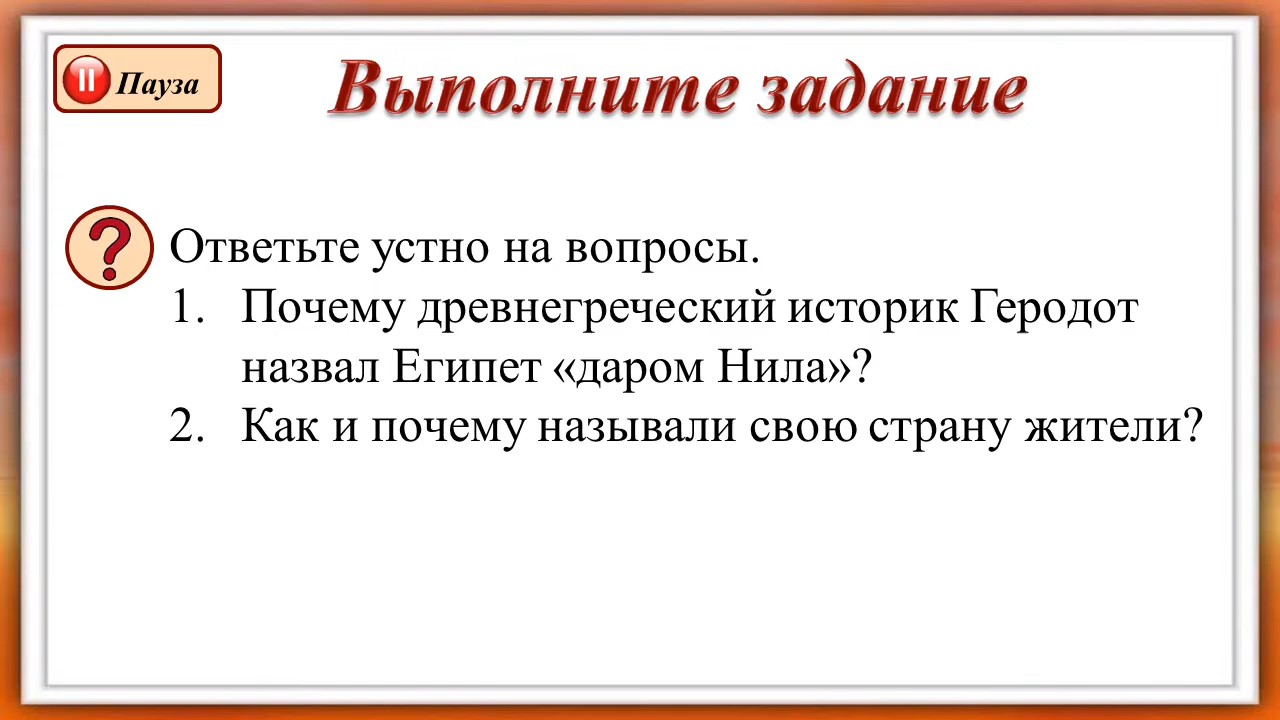 Пауза
Выполните задание
Ответьте устно на вопросы.
1. Почему древнегреческий историк Геродот
назвал Египет «даром Нила»?
2. Как и почему называли свою страну жители?